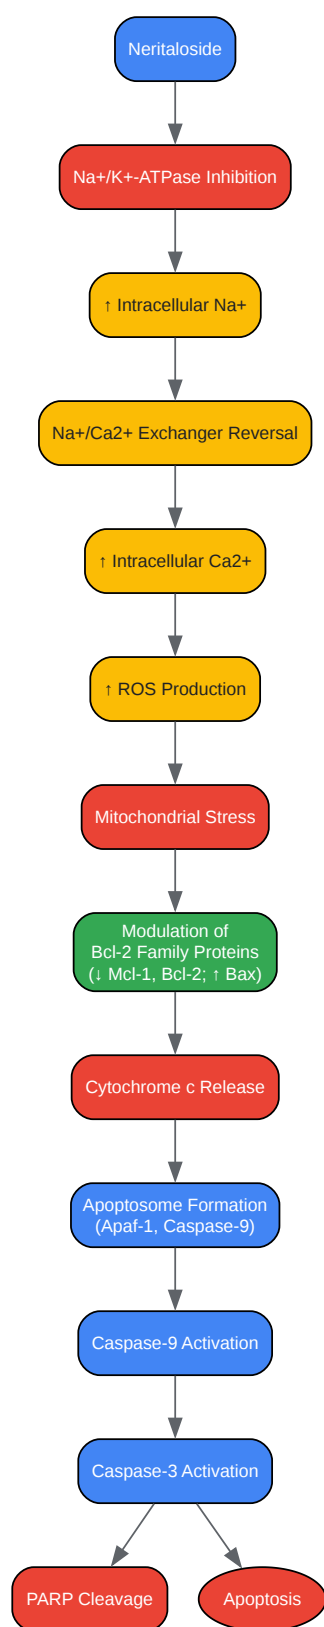 Neritaloside
Na+/K+-ATPase Inhibition
↑ Intracellular Na+
Na+/Ca2+ Exchanger Reversal
↑ Intracellular Ca2+
↑ ROS Production
Mitochondrial Stress
Modulation of
Bcl-2 Family Proteins
(↓ Mcl-1, Bcl-2; ↑ Bax)
Cytochrome c Release
Apoptosome Formation
(Apaf-1, Caspase-9)
Caspase-9 Activation
Caspase-3 Activation
PARP Cleavage
Apoptosis